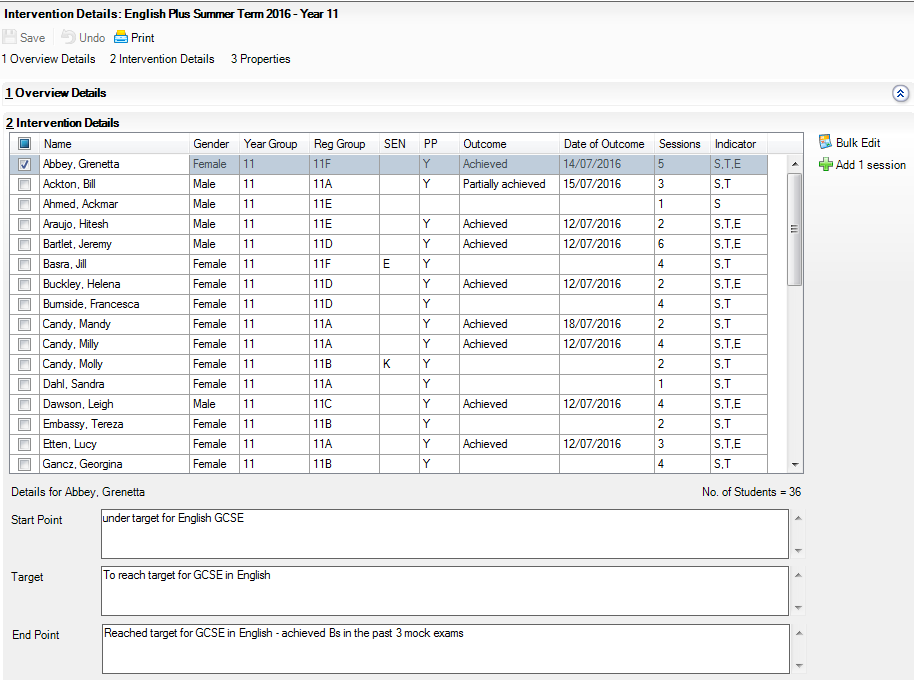 Intervention Details: English Plus Summer Term 2016 - Year 11
Save Undo Print
1 Overview Details 2 Intervention Details 3 Properties
1 Overview Details
2 Intervention Details
Name Gender Year Group Reg Group SEN PP Outcome Date of Outcome Sessions Indicator
Bulk Edit
Abbey, Grenetta Female 11 11F Y Achieved 14/07/2016 5 S,T,E
Add 1 session
Ackton, Bill Male 11 11A Y Partially achieved 15/07/2016 3 S,T
Ahmed, Ackmar Male 11 11E 1 S
Araujo, Hitesh Male 11 11E Y Achieved 12/07/2016 2 S,T,E
Bartlet, Jeremy Male 11 11D Y Achieved 12/07/2016 6 S,T,E
Basra, Jill Female 11 11F E Y 4 S,T
Buckley, Helena Female 11 11D Y Achieved 12/07/2016 2 S,T,E
Burnside, Francesca Female 11 11D Y 4 S,T
Candy, Mandy Female 11 11A Y Achieved 18/07/2016 2 S,T
Candy, Milly Female 11 11A Y Achieved 12/07/2016 4 S,T,E
Candy, Molly Female 11 11B K Y 2 S,T
Dahl, Sandra Female 11 11A Y 1 S,T
Dawson, Leigh Male 11 11C Y Achieved 12/07/2016 4 S,T,E
Embassy, Tereza Female 11 11B Y 2 S,T
Etten, Lucy Female 11 11A Y Achieved 12/07/2016 3 S,T,E
Gancz, Georgina Female 11 11B Y 4 S,T
Details for Abbey, Grenetta No. of Students = 36
Start Point under target for English GCSE
Target To reach target for GCSE in English
End Point Reached target for GCSE in English - achieved Bs in the past 3 mock exams